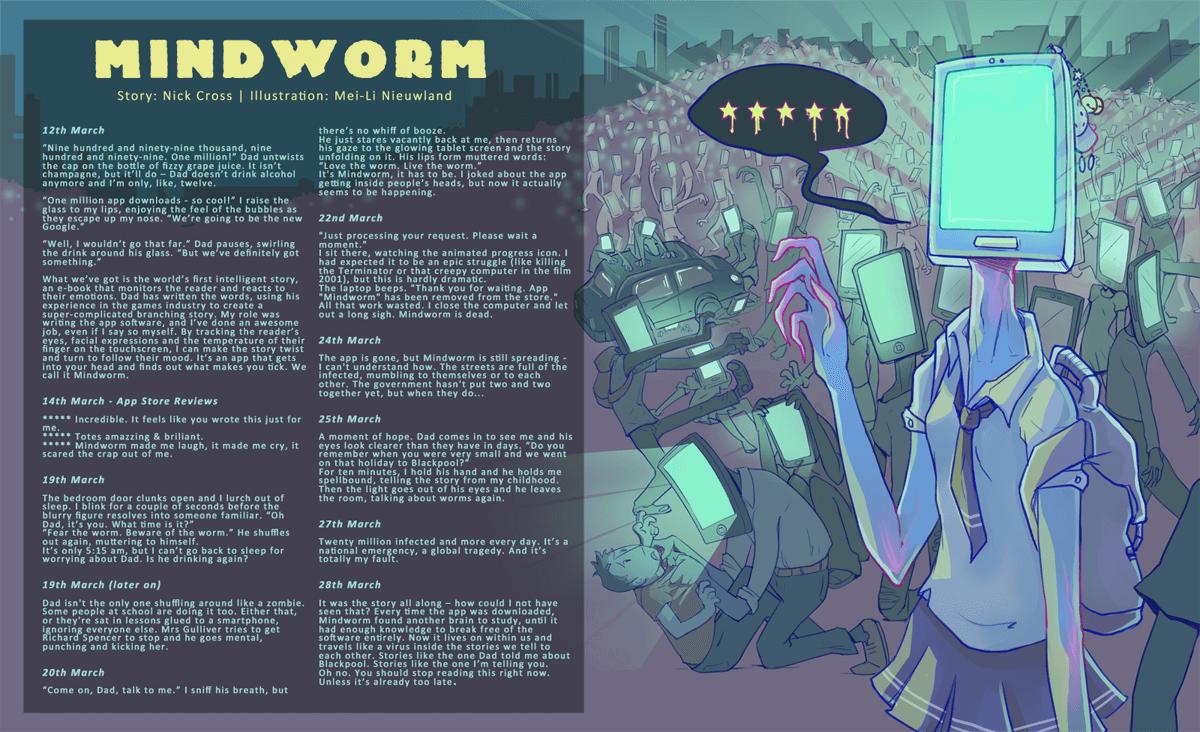 MINDWORM
Story: Nick Cross | Illustration: Mei-Li Nieuwland
12th March
“Nine hundred and ninety-nine thousand, nine
hundred and ninety-nine. One million!” Dad untwists
the cap on the bottle of fizzy grape juice. It isn’t
champagne, but it’ll do – Dad doesn’t drink alcohol
anymore and I’m only, like, twelve.
“One million app downloads - so cool!” I raise the
glass to my lips, enjoying the feel of the bubbles as
they escape up my nose. “We’re going to be the new
Google.”
“Well, I wouldn’t go that far.” Dad pauses, swirling
the drink around his glass. “But we’ve definitely got
something.”
What we’ve got is the world’s first intelligent story,
an e-book that monitors the reader and reacts to
their emotions. Dad has written the words, using his
experience in the games industry to create a
super-complicated branching story. My role was
writing the app software, and I’ve done an awesome
job, even if I say so myself. By tracking the reader’s
eyes, facial expressions and the temperature of their
finger on the touchscreen, I can make the story twist
and turn to follow their mood. It’s an app that gets
into your head and finds out what makes you tick. We
call it Mindworm.
14th March - App Store Reviews
***** Incredible. It feels like you wrote this just for
me.
***** Totes amazzing & briliant.
***** Mindworm made me laugh, it made me cry, it
scared the crap out of me.
19th March
The bedroom door clunks open and I lurch out of
sleep. I blink for a couple of seconds before the
blurry figure resolves into someone familiar. “Oh
Dad, it’s you. What time is it?”
“Fear the worm. Beware of the worm.” He shuffles
out again, muttering to himself.
It’s only 5:15 am, but I can’t go back to sleep for
worrying about Dad. Is he drinking again?
19th March (later on)
Dad isn’t the only one shuffling around like a zombie.
Some people at school are doing it too. Either that,
or they’re sat in lessons glued to a smartphone,
ignoring everyone else. Mrs Gulliver tries to get
Richard Spencer to stop and he goes mental,
punching and kicking her.
20th March
“Come on, Dad, talk to me.” I sniff his breath, but
there’s no whiff of booze.
He just stares vacantly back at me, then returns
his gaze to the glowing tablet screen and the story
unfolding on it. His lips form muttered words:
“Love the worm. Live the worm.”
It's Mindworm, it has to be. I joked about the app
getting inside people’s heads, but now it actually
seems to be happening.
22nd March
"Just processing your request. Please wait a
moment."
I sit there, watching the animated progress icon. I
had expected it to be an epic struggle (like killing
the Terminator or that creepy computer in the film
2001), but this is hardly dramatic.
The laptop beeps. “Thank you for waiting. App
"Mindworm" has been removed from the store.”
All that work wasted. I close the computer and let
out a long sigh. Mindworm is dead.
24th March
The app is gone, but Mindworm is still spreading -
I can’t understand how. The streets are full of the
infected, mumbling to themselves or to each
other. The government hasn’t put two and two
together yet, but when they do...
25th March
A moment of hope. Dad comes in to see me and his
eyes look clearer than they have in days. “Do you
remember when you were very small and we went
on that holiday to Blackpool?”
For ten minutes, I hold his hand and he holds me
spellbound, telling the story from my childhood.
Then the light goes out of his eyes and he leaves
the room, talking about worms again.
27th March
Twenty million infected and more every day. It’s a
national emergency, a global tragedy. And it’s
totally my fault.
28th March
It was the story all along – how could I not have
seen that? Every time the app was downloaded,
Mindworm found another brain to study, until it
had enough knowledge to break free of the
software entirely. Now it lives on within us and
travels like a virus inside the stories we tell to
each other. Stories like the one Dad told me about
Blackpool. Stories like the one I’m telling you.
Oh no. You should stop reading this right now.
Unless it’s already too late.